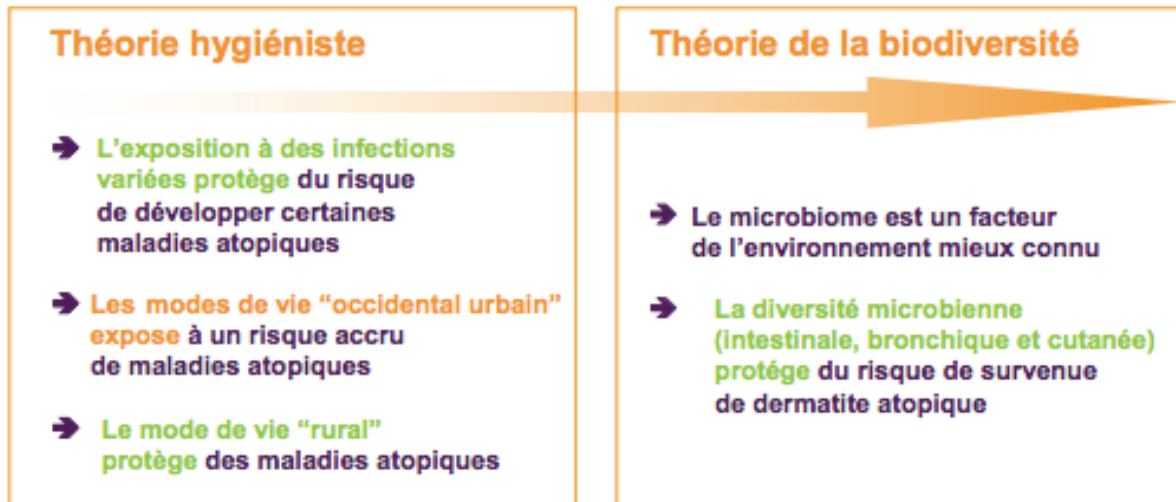 Théorie hygiéniste
L'exposition à des infections
variées protège du risque
de développer certaines
maladies atopiques
Les modes de vie “occidental urbain”
expose à un risque accru
de maladies atopiques
Le mode de vie “rural”
protège des maladies atopiques
Théorie de la biodiversité
Le microbiome est un facteur
de l'environnement mieux connu
La diversité microbienne
(intestinale, bronchique et cutanée)
protége du risque de survenue
de dermatite atopique